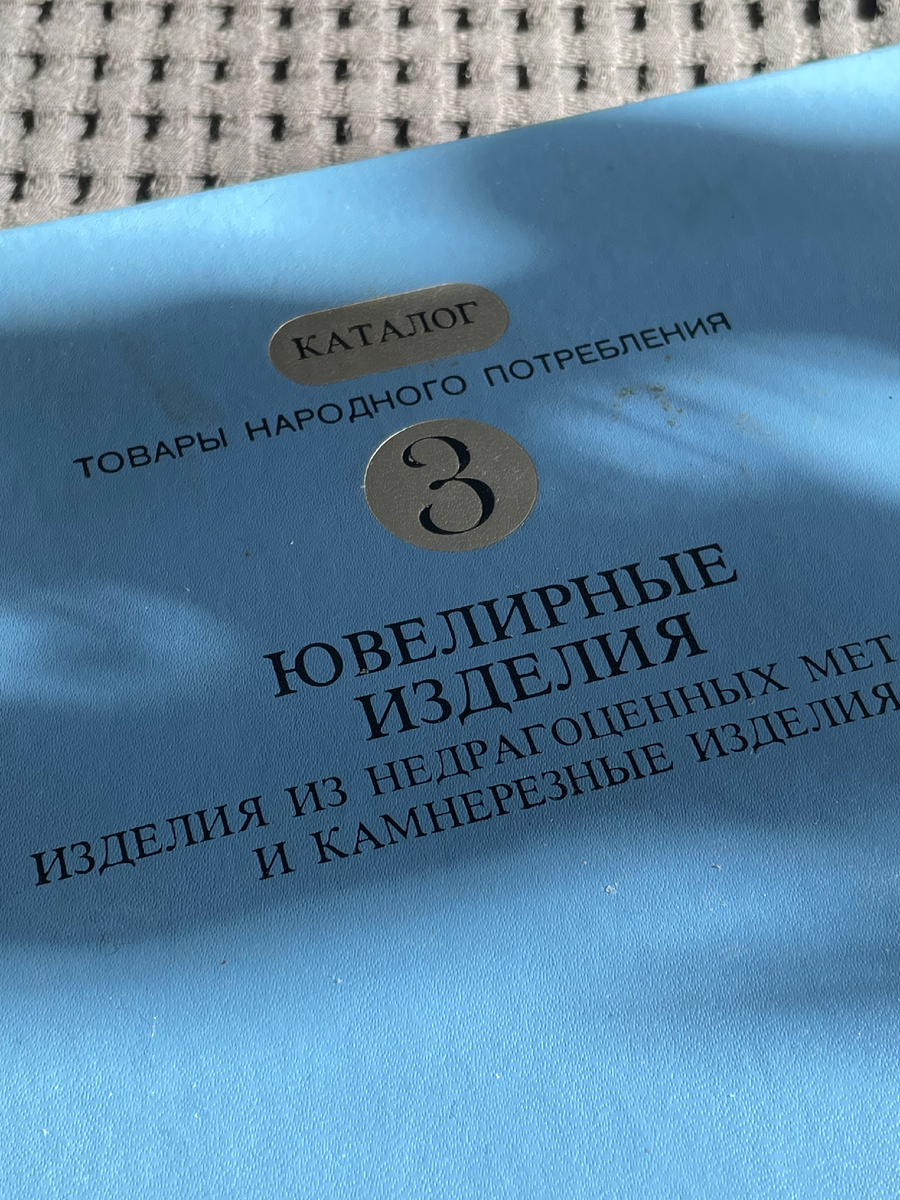 КАТАЛОГ
ТОВАРЫ НАРОДНОГО ПОТРЕБЛЕНИЯ
3
ЮВЕЛИРНЫЕ
ИЗДЕЛИЯ
ИЗДЕЛИЯ ИЗ НЕДРАГОЦЕННЫХ МЕТ
И КАМНЕРЕЗНЫЕ ИЗДЕЛИЯ